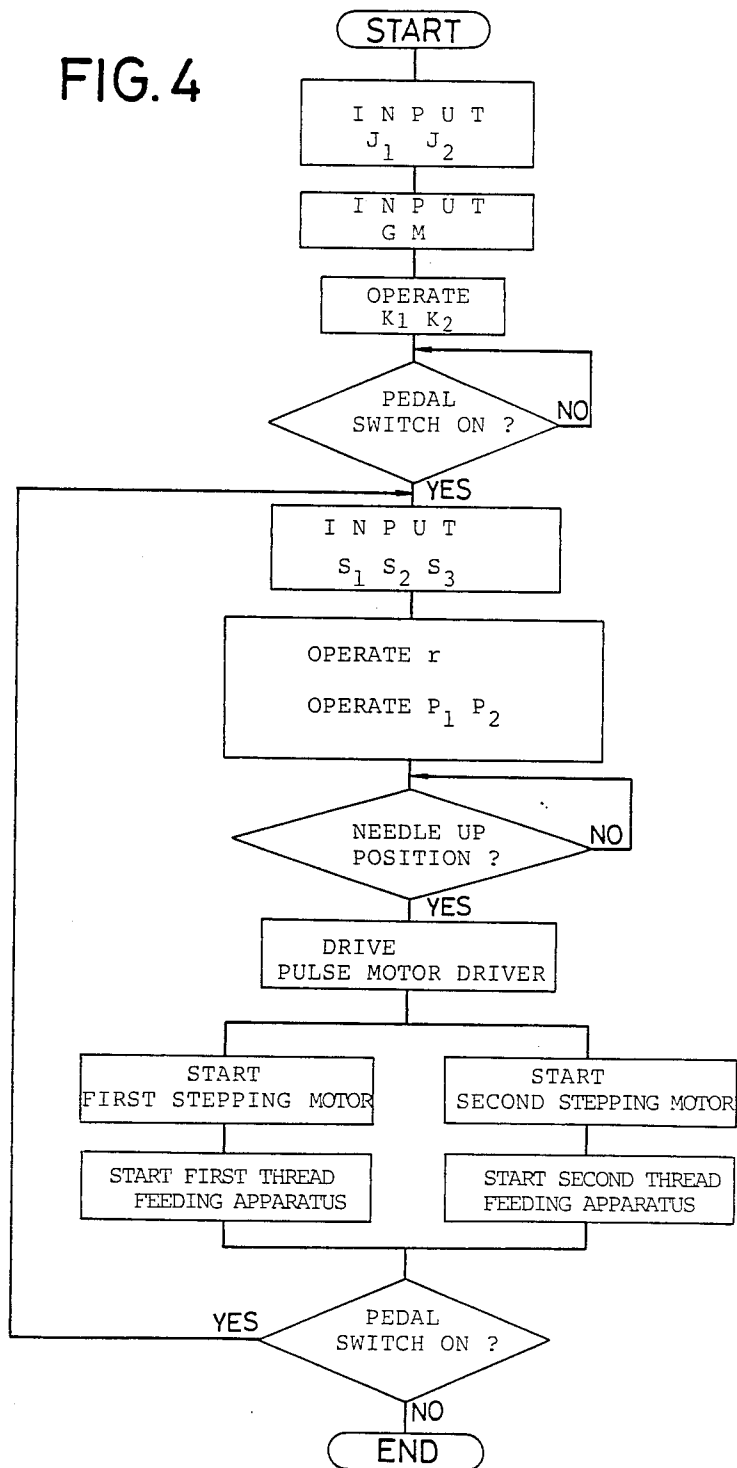 FIG. 4
START
INPUT
J1 J2
INPUT
G M
OPERATE
K1 K2
PEDAL
SWITCH ON ?
NO
YES
INPUT
S1 S2 S3
OPERATE r
OPERATE P1 P2
NEEDLE UP
POSITION ?
NO
YES
DRIVE
PULSE MOTOR DRIVER
START
FIRST STEPPING MOTOR
START
SECOND STEPPING MOTOR
START FIRST THREAD
FEEDING APPARATUS
START SECOND THREAD
FEEDING APPARATUS
YES
PEDAL
SWITCH ON ?
NO
END